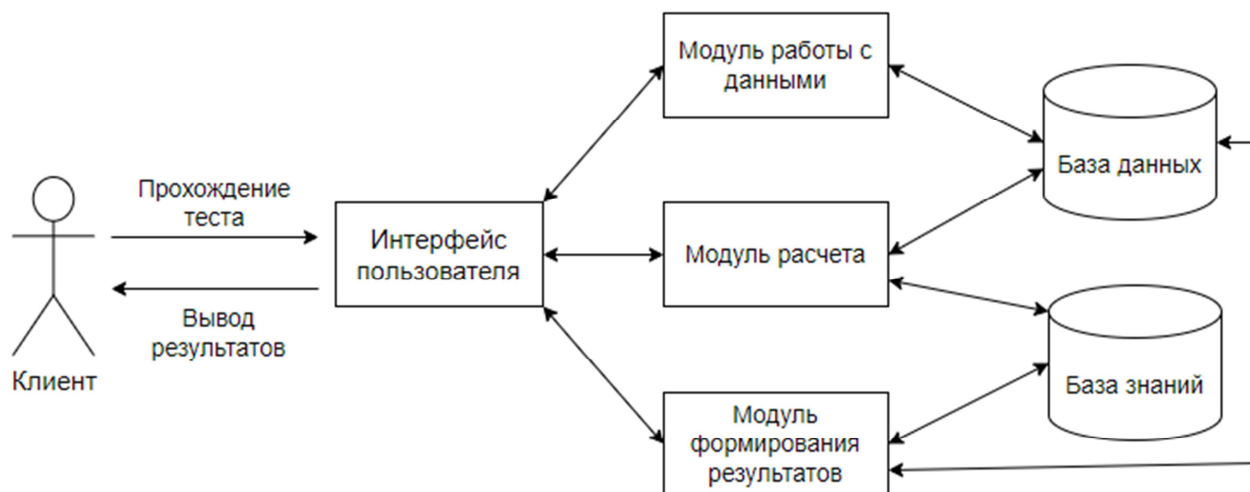 Модуль работы с
данными
База данных
Прохождение
теста
Интерфейс
пользователя
Модуль расчета
Вывод
результатов
Клиент
База знаний
Модуль
формирования
результатов